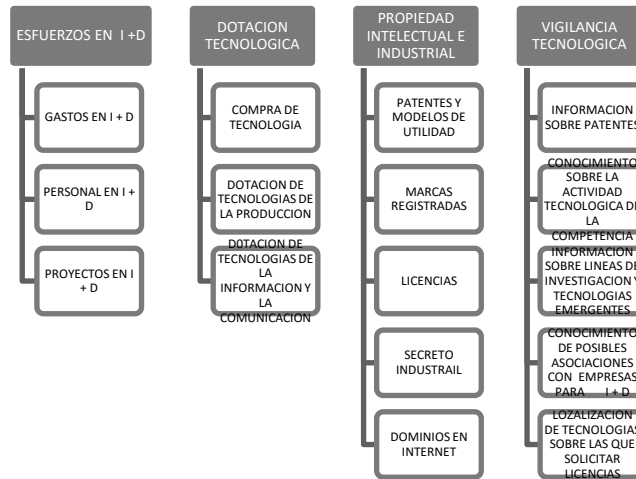 ESFUERZOS EN I +D
GASTOS EN I + D
PERSONAL EN I +
D
PROYECTOS EN I
+ D
DOTACION
TECNOLOGICA
COMPRA DE
TECNOLOGIA
DOTACION DE
TECNOLOGIAS DE
LA PRODUCCION
D0TACION DE
TECNOLOGIAS DE
LA
INFORMACION Y
LA
COMUNICACION
PROPIEDAD
INTELECTUAL E
INDUSTRIAL
PATENTES Y
MODELOS DE
UTILIDAD
MARCAS
REGISTRADAS
LICENCIAS
SECRETO
INDUSTRAIL
DOMINIOS EN
INTERNET
VIGILANCIA
TECNOLOGICA
INFORMACION
SOBRE PATENTES
CONOCIMIENTO
SOBRE LA
ACTIVIDAD
TECNOLOGICA DE
LA
COMPETENCIA
INFORMACION
SOBRE LINEAS DE
INVESTIGACION Y
TECNOLOGIAS
EMERGENTES
CONOCIMIENTO
DE POSIBLES
ASOCIACIONES
CON EMPRESAS
PARA I + D
LOZALIZACION
DE TECNOLOGIAS
SOBRE LAS QUE
SOLICITAR
LICENCIAS